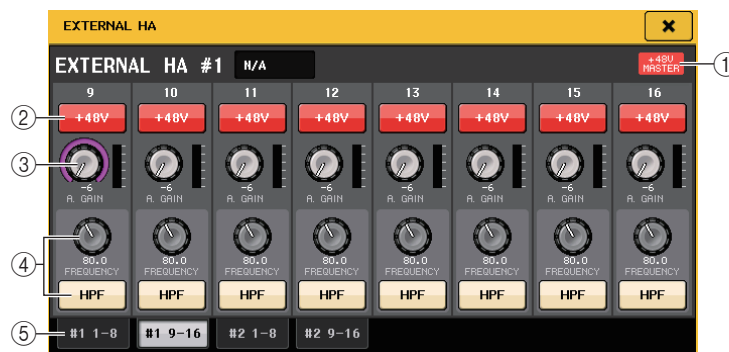 EXTERNAL HA
EXTERNAL HA #1 N/A +48V MASTER ①
9 10 11 12 13 14 15 16
② +48V +48V +48V +48V +48V +48V +48V +48V
③ -6 -6 -6 -6 -6 -6 -6 -6
A. GAIN A. GAIN A. GAIN A. GAIN A. GAIN A. GAIN A. GAIN A. GAIN
④ 80.0 80.0 80.0 80.0 80.0 80.0 80.0 80.0
FREQUENCY FREQUENCY FREQUENCY FREQUENCY FREQUENCY FREQUENCY FREQUENCY FREQUENCY
HPF HPF HPF HPF HPF HPF HPF HPF
⑤ #1 1-8 #1 9-16 #2 1-8 #2 9-16